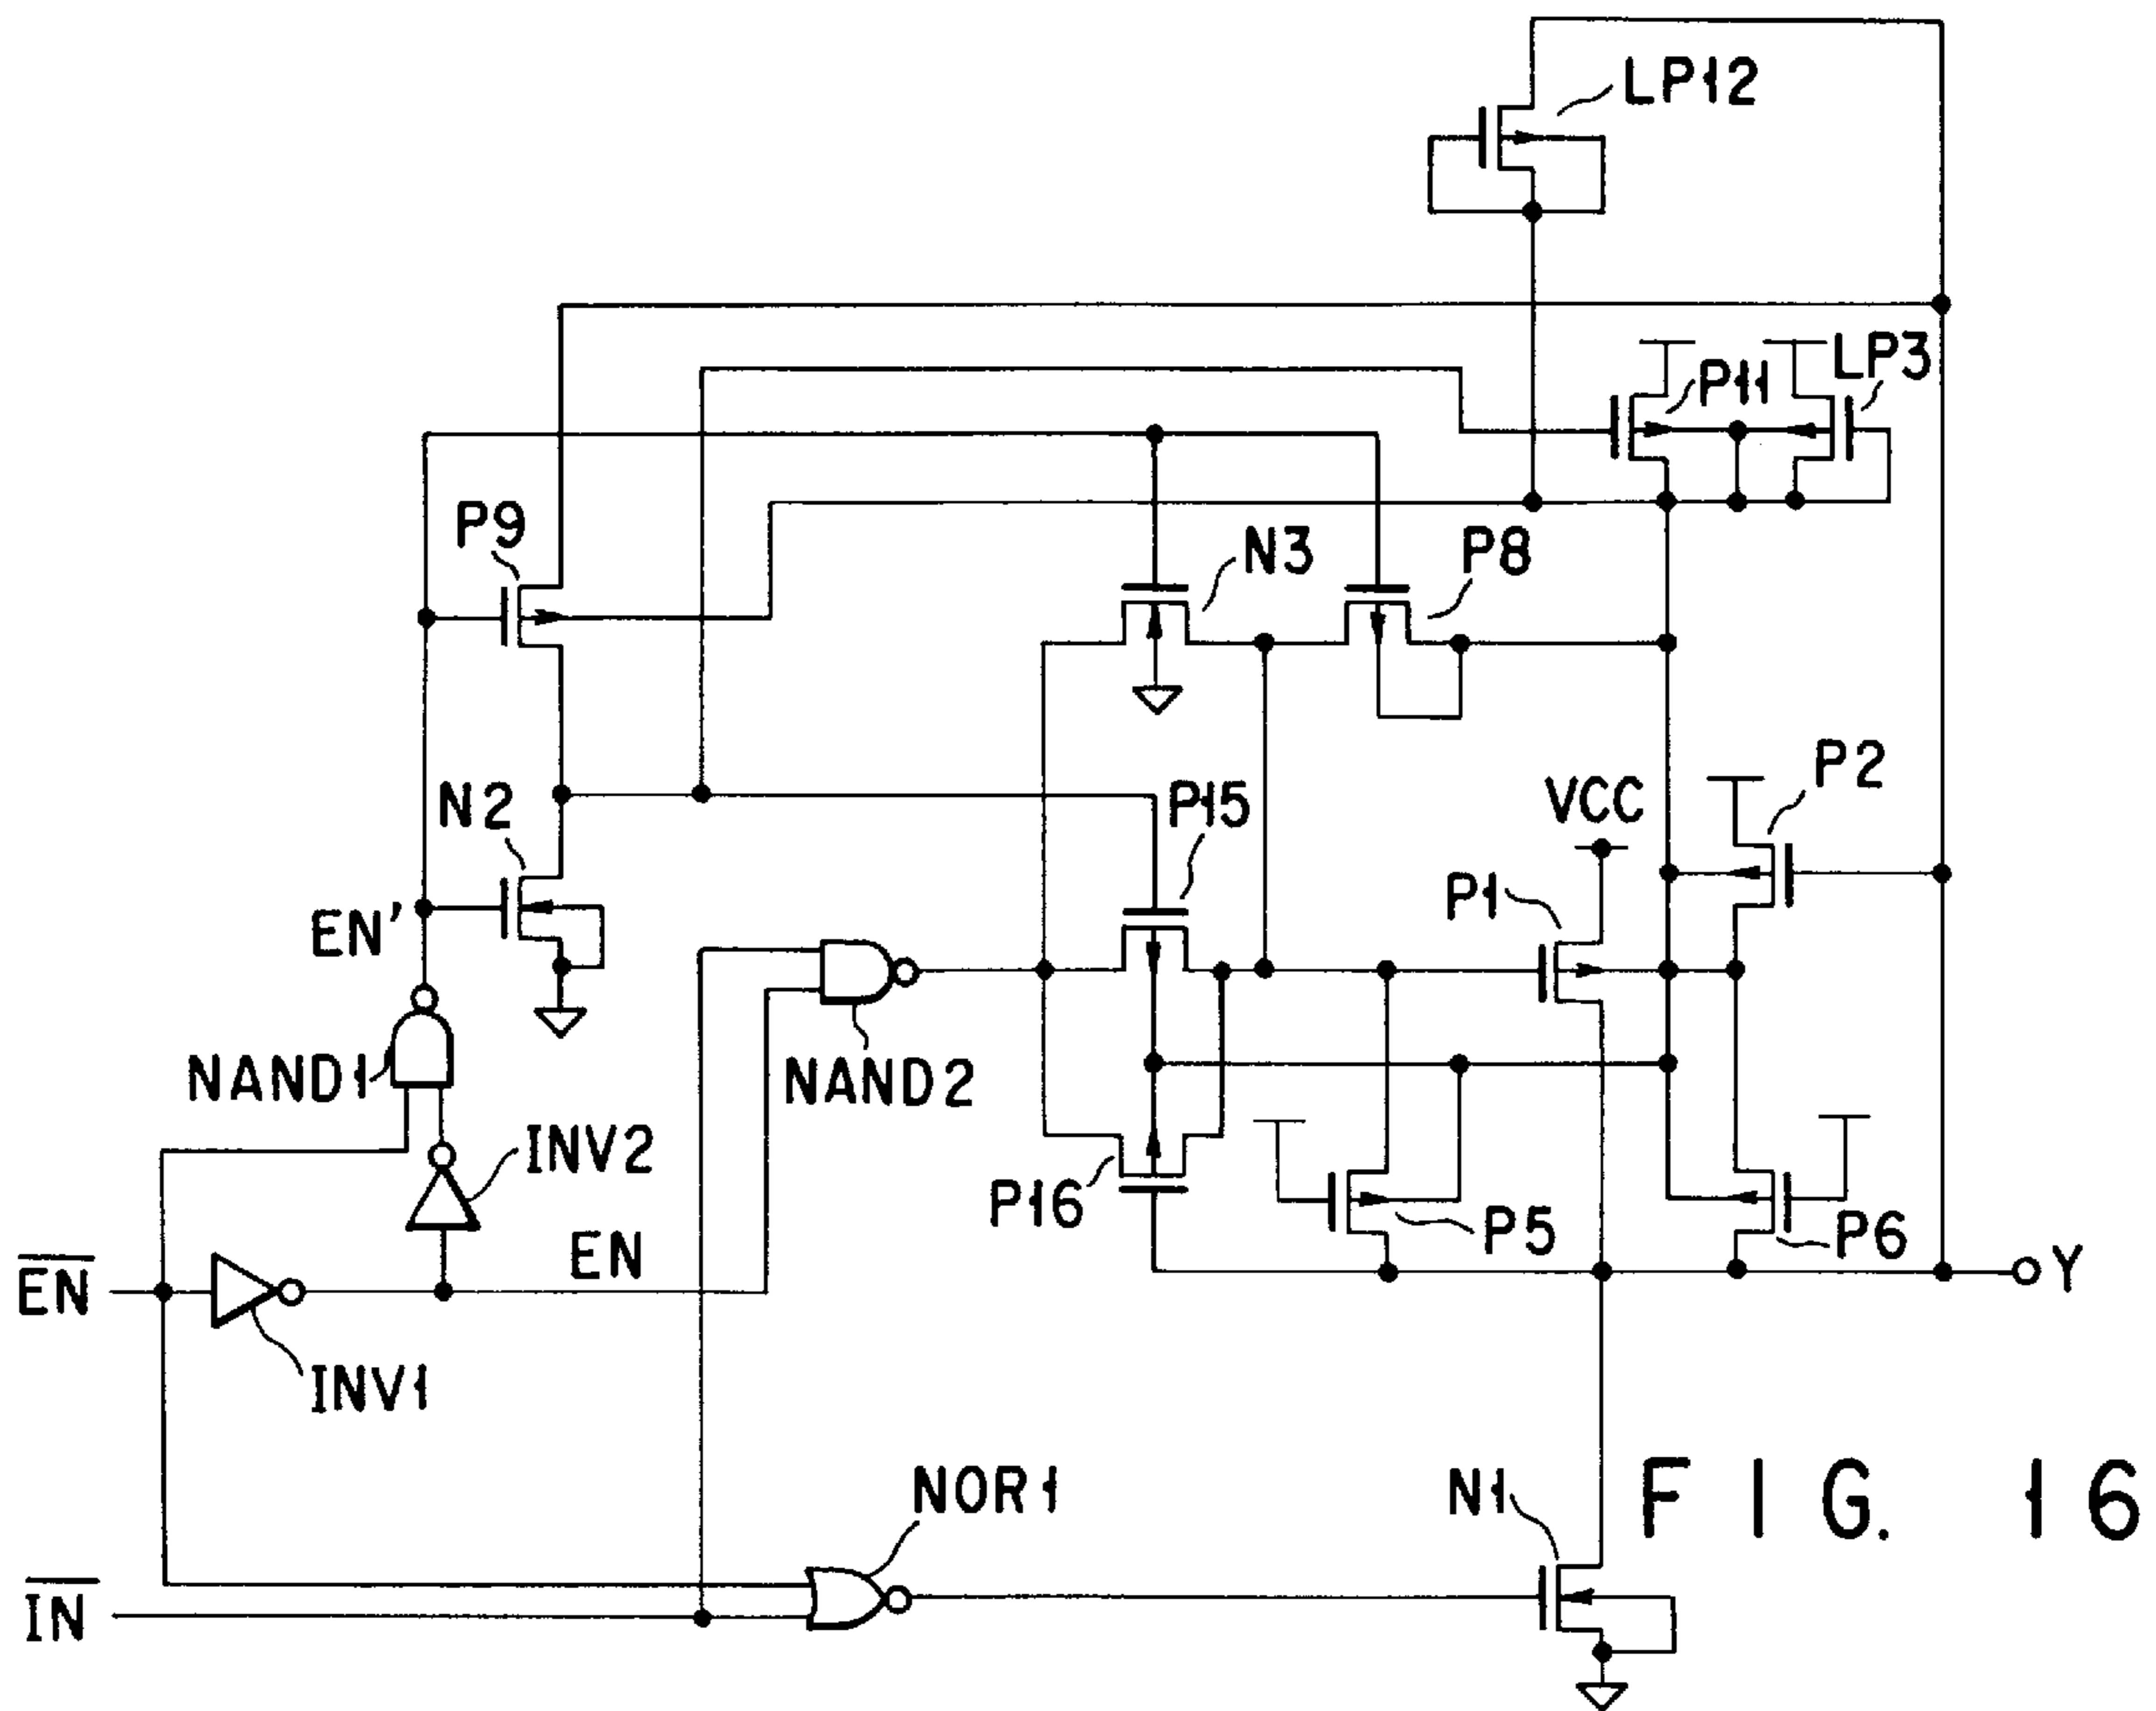 LP12
P11
LP3
P9
N3
P8
N2
P15
VCC
P2
EN'
P1
NAND1
NAND2
INV2
P16
P5
P6
EN
EN
Y
INV1
NOR1
N1
IN
FIG. 16